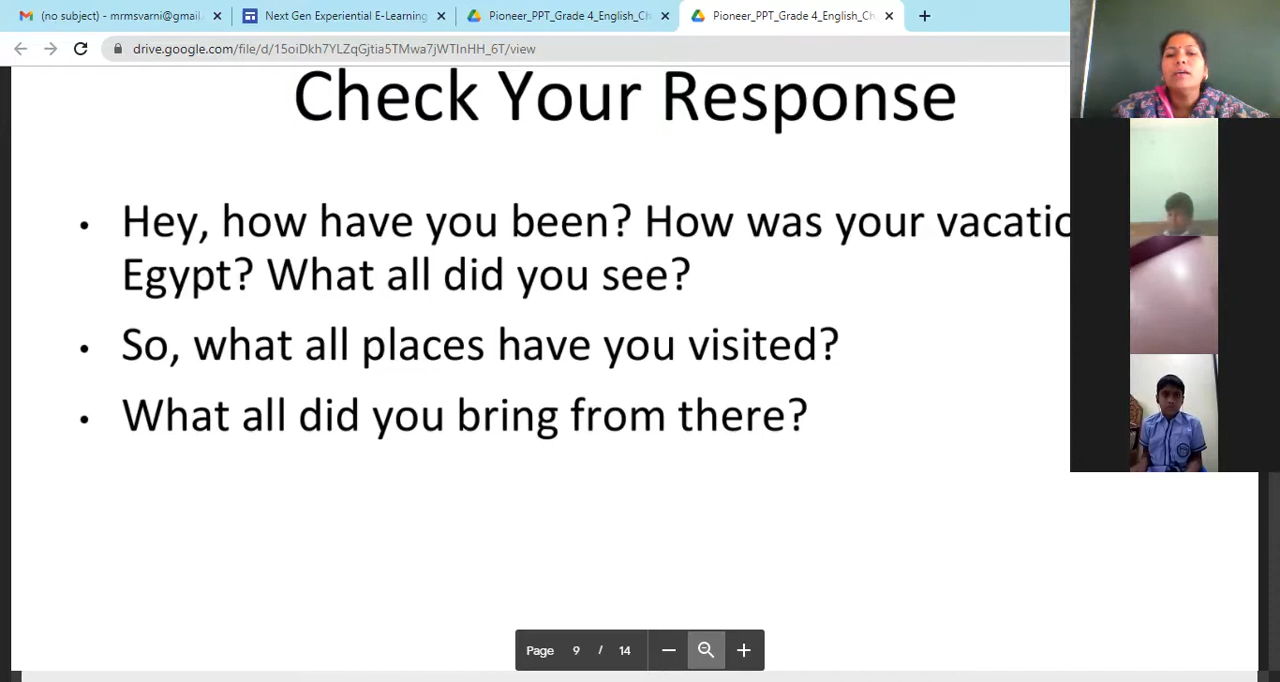 (no subject) - mrmsvarni@gmail. Next Gen Experiential E-Learning Pioneer_PPT_Grade 4_English_Ch Pioneer_PPT_Grade 4_English_Ch
drive.google.com/file/d/15oiDkh7YLZqGjtia5TMwa7jWTInHH_6T/view
Check Your Response
• Hey, how have you been? How was your vacatio
Egypt? What all did you see?
• So, what all places have you visited?
• What all did you bring from there?
Page 9 / 14